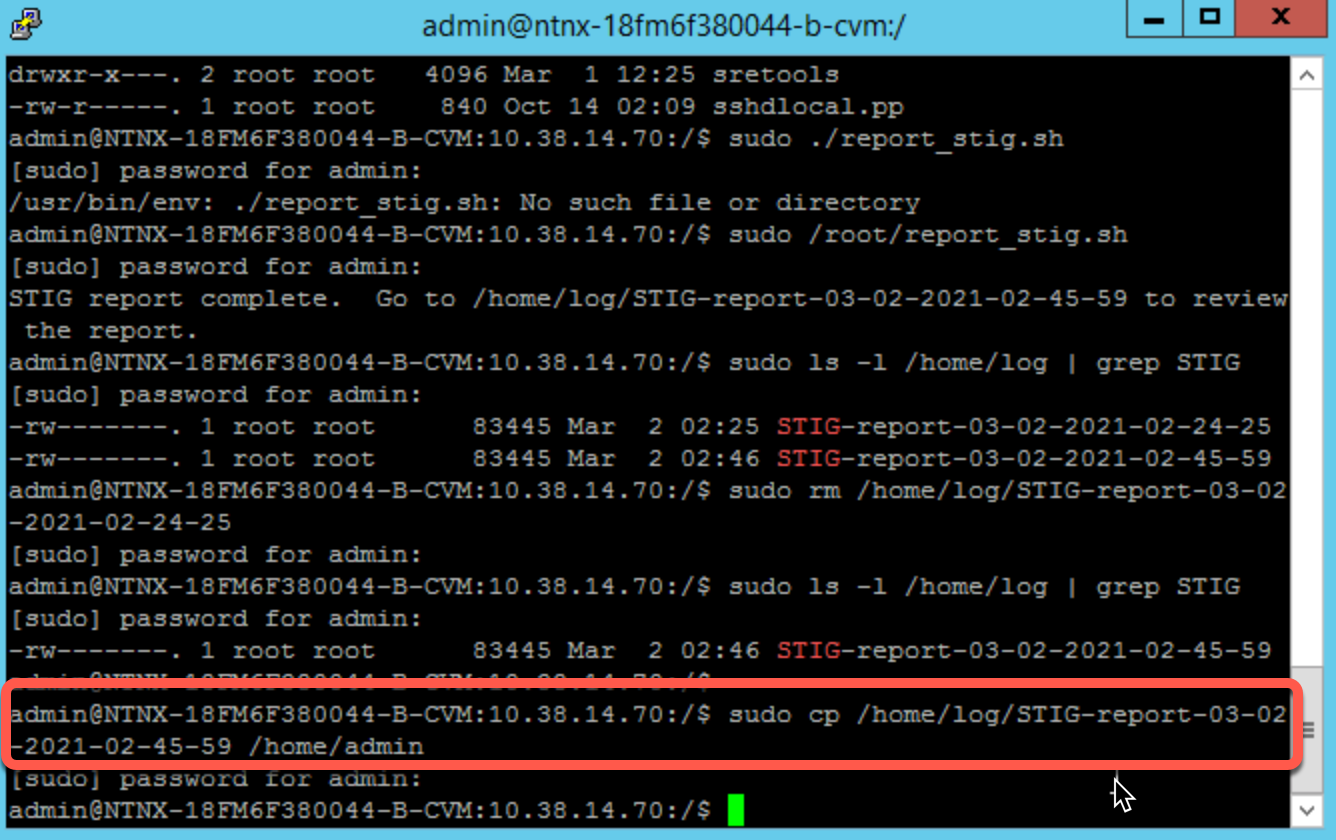 admin@ntnx-18fm6f380044-b-cvm:/
drwxr-x---. 2 root root   4096 Mar  1 12:25 sretools
-rw-r-----. 1 root root    840 Oct 14 02:09 sshdlocal.pp
admin@NTNX-18FM6F380044-B-CVM:10.38.14.70:/$ sudo ./report_stig.sh
[sudo] password for admin:
/usr/bin/env: ./report_stig.sh: No such file or directory
admin@NTNX-18FM6F380044-B-CVM:10.38.14.70:/$ sudo /root/report_stig.sh
[sudo] password for admin:
STIG report complete.  Go to /home/log/STIG-report-03-02-2021-02-45-59 to review
 the report.
admin@NTNX-18FM6F380044-B-CVM:10.38.14.70:/$ sudo ls -l /home/log | grep STIG
[sudo] password for admin:
-rw-------. 1 root root      83445 Mar  2 02:25 STIG-report-03-02-2021-02-24-25
-rw-------. 1 root root      83445 Mar  2 02:46 STIG-report-03-02-2021-02-45-59
admin@NTNX-18FM6F380044-B-CVM:10.38.14.70:/$ sudo rm /home/log/STIG-report-03-02
-2021-02-24-25
[sudo] password for admin:
admin@NTNX-18FM6F380044-B-CVM:10.38.14.70:/$ sudo ls -l /home/log | grep STIG
[sudo] password for admin:
-rw-------. 1 root root      83445 Mar  2 02:46 STIG-report-03-02-2021-02-45-59
admin@NTNX-18FM6F380044-B-CVM:10.38.14.70:/$
admin@NTNX-18FM6F380044-B-CVM:10.38.14.70:/$ sudo cp /home/log/STIG-report-03-02
-2021-02-45-59 /home/admin
[sudo] password for admin:
admin@NTNX-18FM6F380044-B-CVM:10.38.14.70:/$